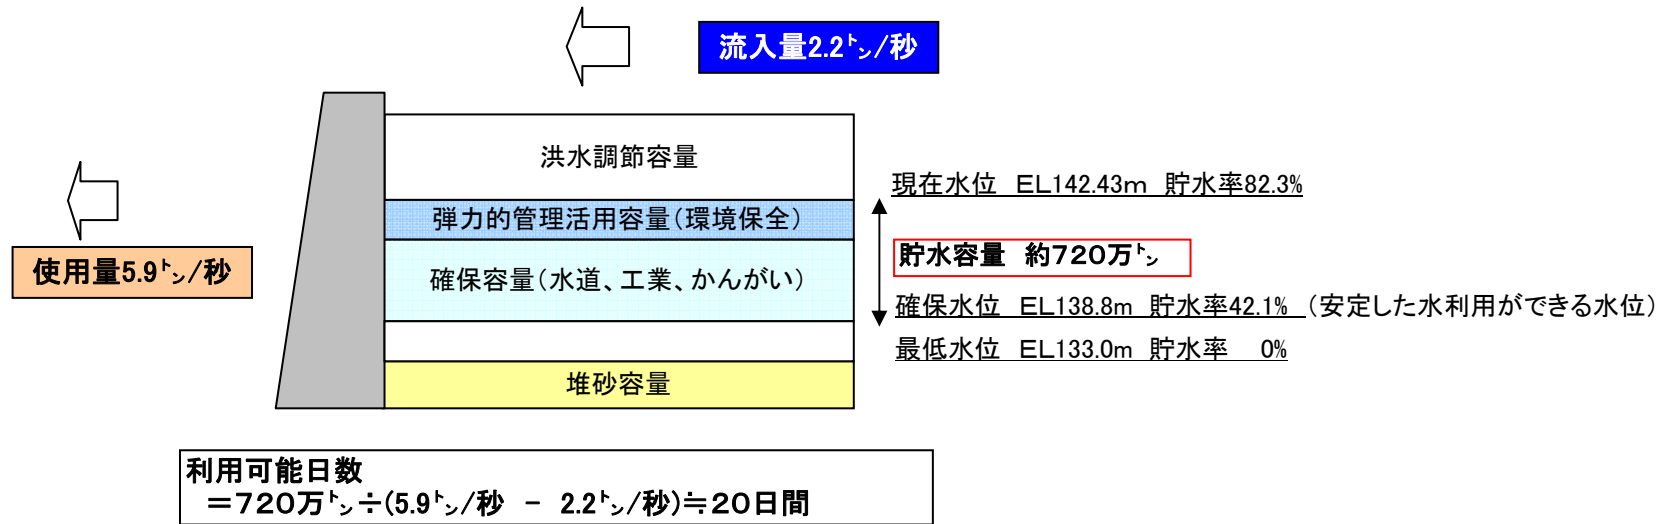 流入量2.2㌧/秒
洪水調節容量
現在水位　EL142.43m　貯水率82.3%
弾力的管理活用容量(環境保全)
貯水容量　約720万㌧
使用量5.9㌧/秒
確保容量(水道、工業、かんがい)
確保水位　EL138.8m　貯水率42.1%　(安定した水利用ができる水位)
最低水位　EL133.0m　貯水率　0%
堆砂容量
利用可能日数
=720万㌧÷(5.9㌧/秒 - 2.2㌧/秒)≒20日間